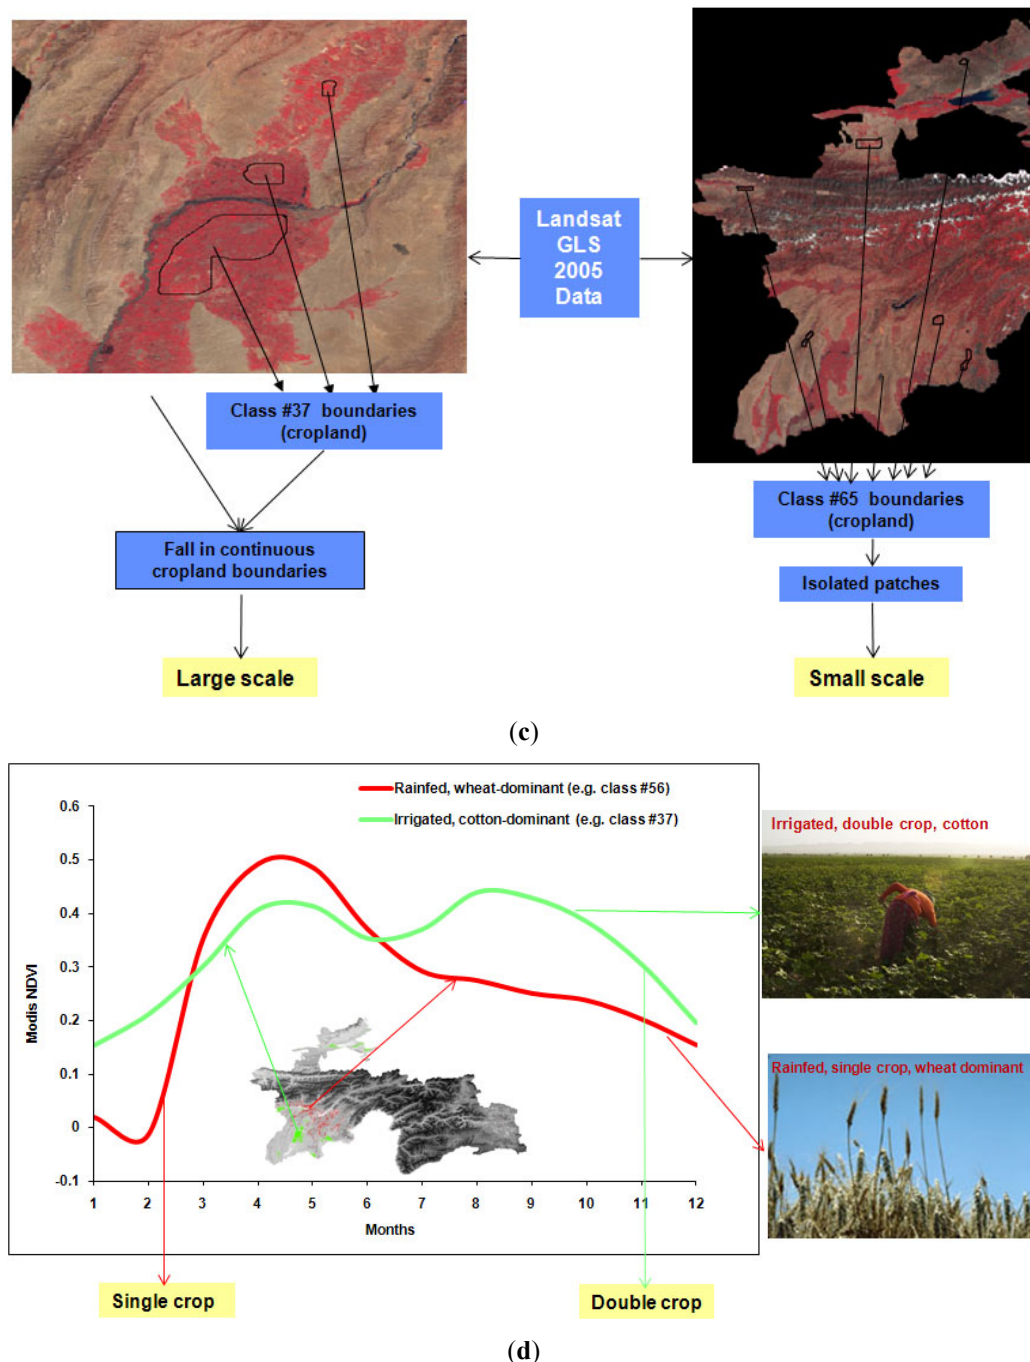 Landsat
GLS
2005
Data
Class #37 boundaries
(cropland)
Class #65 boundaries
(cropland)
Fall in continuous
cropland boundaries
Isolated patches
Large scale
Small scale
(c)
Rainfed, wheat-dominant (e.g. class #56)
Irrigated, cotton-dominant (e.g. class #37)
Modis NDVI
0.6
0.5
0.4
0.3
0.2
0.1
0
-0.1
1 2 3 4 5 6 7 8 9 10 11 12
Months
Irrigated, double crop, cotton
Rainfed, single crop, wheat dominant
Single crop
Double crop
(d)